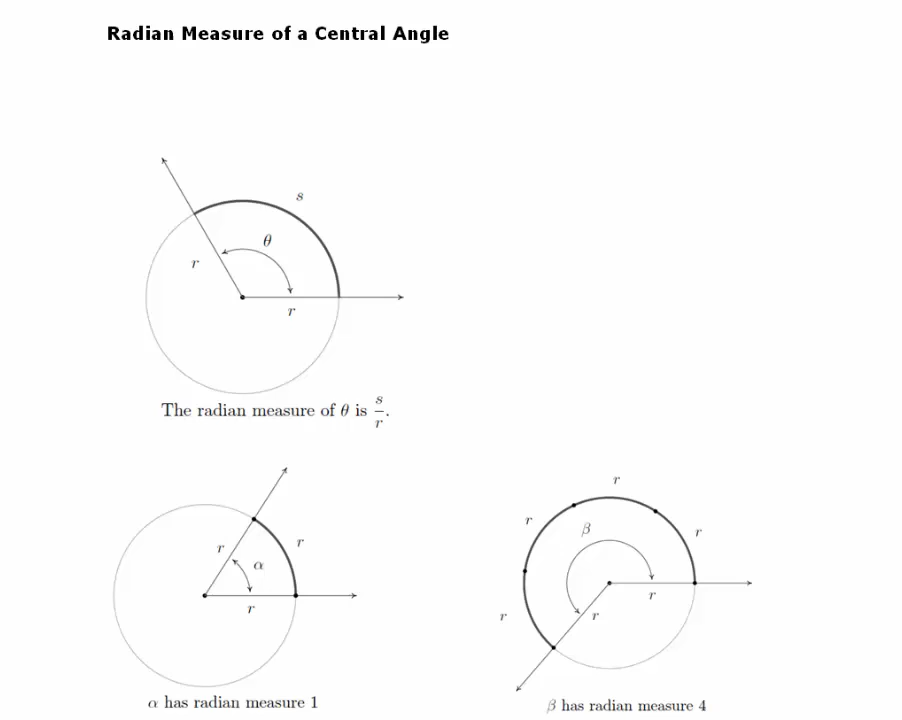 Radian Measure of a Central Angle
s
θ
r
r
The radian measure of θ is s/r.
r
r
α
r
α has radian measure 1
r
r
β
r
r
r
r
β has radian measure 4